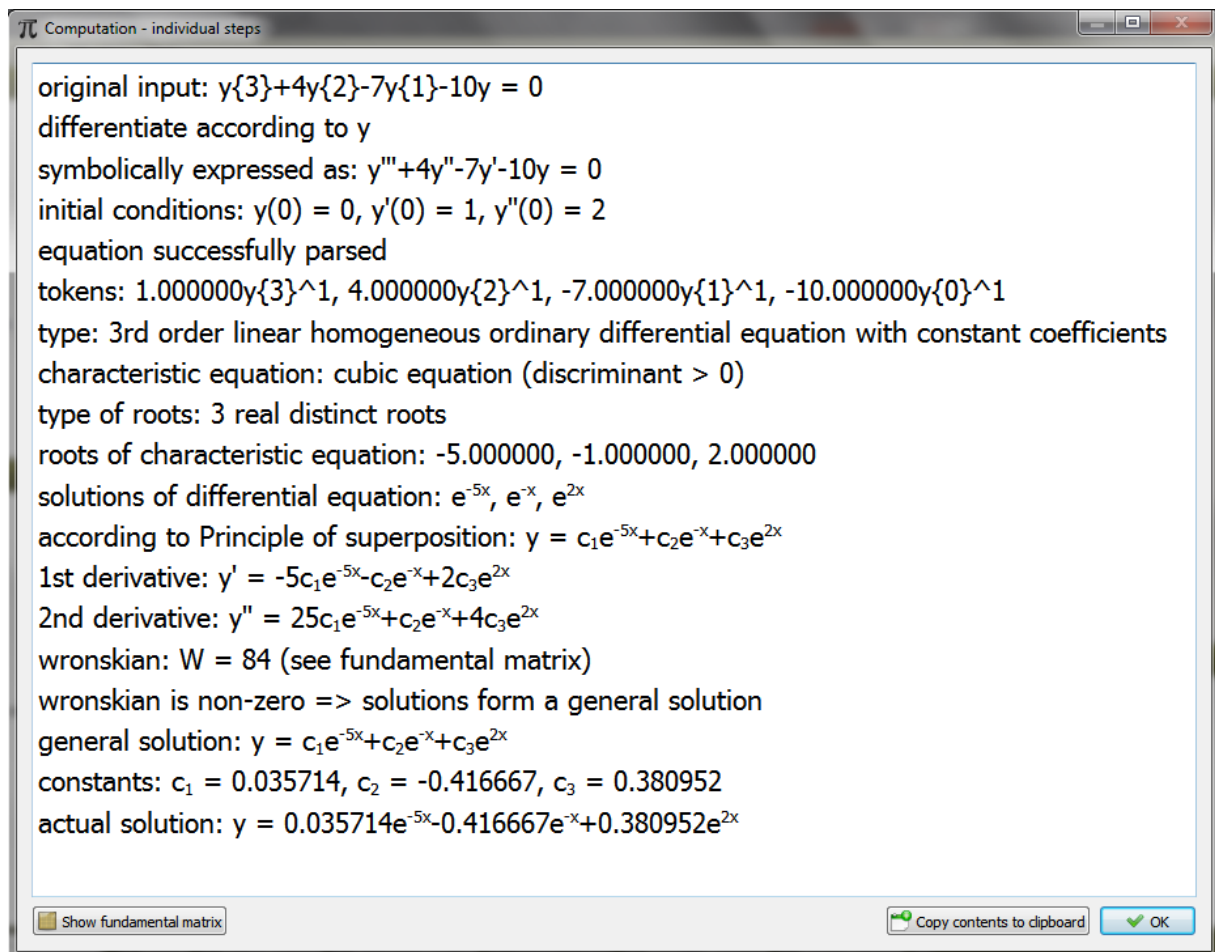 Computation - individual steps
original input: y{3}+4y{2}-7y{1}-10y = 0
differentiate according to y
symbolically expressed as: y'''+4y''-7y'-10y = 0
initial conditions: y(0) = 0, y'(0) = 1, y''(0) = 2
equation successfully parsed
tokens: 1.000000y{3}^1, 4.000000y{2}^1, -7.000000y{1}^1, -10.000000y{0}^1
type: 3rd order linear homogeneous ordinary differential equation with constant coefficients
characteristic equation: cubic equation (discriminant > 0)
type of roots: 3 real distinct roots
roots of characteristic equation: -5.000000, -1.000000, 2.000000
solutions of differential equation: e⁻⁵ˣ, e⁻ˣ, e²ˣ
according to Principle of superposition: y = c₁e⁻⁵ˣ+c₂e⁻ˣ+c₃e²ˣ
1st derivative: y' = -5c₁e⁻⁵ˣ-c₂e⁻ˣ+2c₃e²ˣ
2nd derivative: y'' = 25c₁e⁻⁵ˣ+c₂e⁻ˣ+4c₃e²ˣ
wronskian: W = 84 (see fundamental matrix)
wronskian is non-zero => solutions form a general solution
general solution: y = c₁e⁻⁵ˣ+c₂e⁻ˣ+c₃e²ˣ
constants: c₁ = 0.035714, c₂ = -0.416667, c₃ = 0.380952
actual solution: y = 0.035714e⁻⁵ˣ-0.416667e⁻ˣ+0.380952e²ˣ
Show fundamental matrix
Copy contents to clipboard
OK